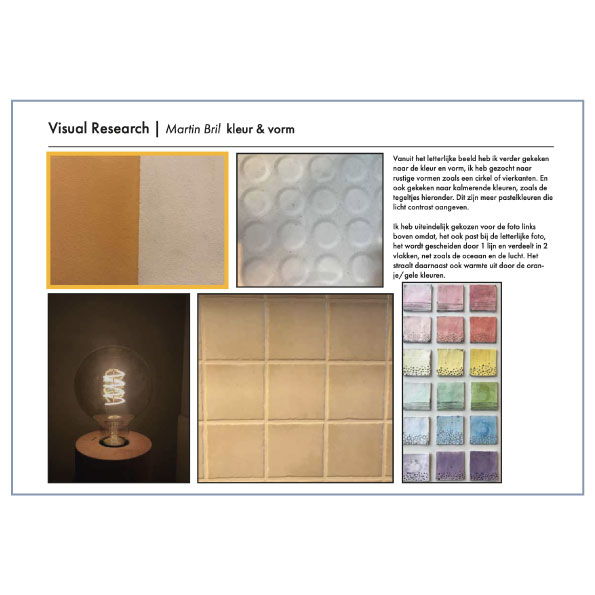 Visual Research | Martin Bril kleur & vorm
Vanuit het letterlijke beeld heb ik verder gekeken
naar de kleur en vorm, ik heb gezocht naar
rustige vormen zoals een cirkel of vierkanten. En
ook gekeken naar kalmerende kleuren, zoals de
tegeltjes hieronder. Dit zijn meer pastelkleuren die
licht contrast aangeven.
Ik heb uiteindelijk gekozen voor de foto links
boven omdat, het ook past bij de letterlijke foto,
het wordt gescheiden door 1 lijn en verdeelt in 2
vlakken, net zoals de oceaan en de lucht. Het
straalt daarnaast ook warmte uit door de oran-
je/gele kleuren.